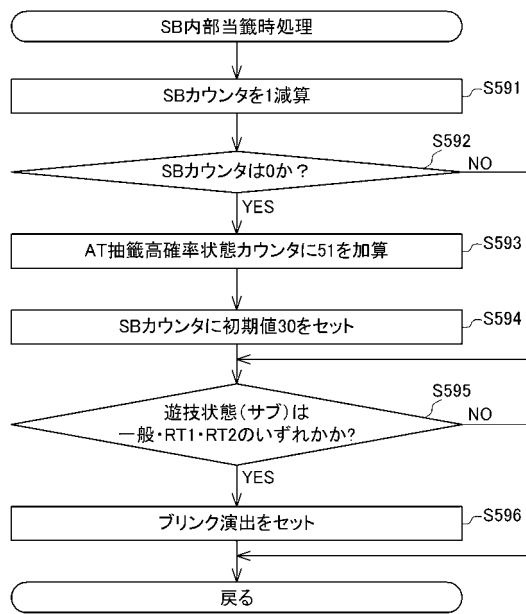 SB内部当籤時処理
SBカウンタを1減算
S591
SBカウンタは0か?
S592
NO
YES
AT抽籤高確率状態カウンタに51を加算
S593
SBカウンタに初期値30をセット
S594
遊技状態(サブ)は
一般・RT1・RT2のいずれかか?
S595
NO
YES
ブリンク演出をセット
S596
戻る